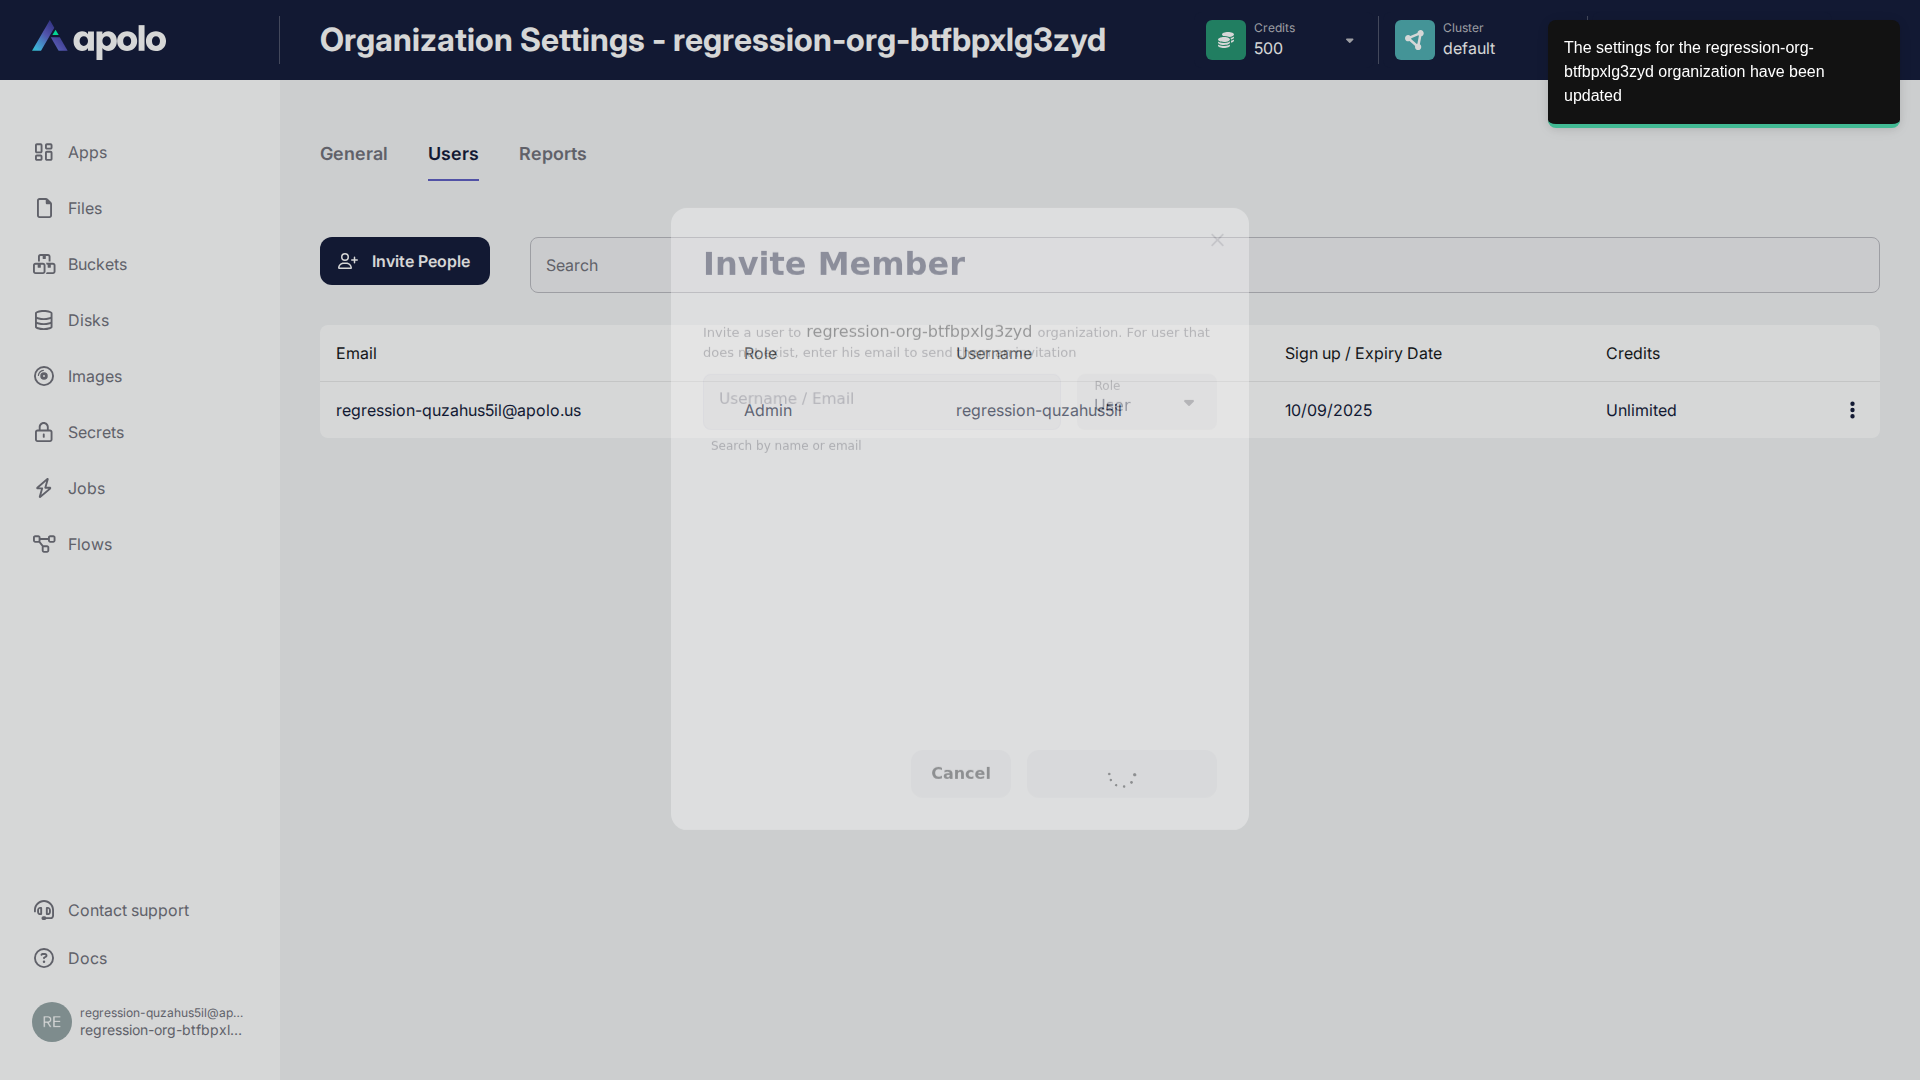 apolo
Organization Settings - regression-org-btfbpxlg3zyd
Credits
500
Cluster
default
The settings for the regression-org-
btfbpxlg3zyd organization have been
updated
Apps
Files
Buckets
Disks
Images
Secrets
Jobs
Flows
Contact support
Docs
RE
regression-quzahus5il@ap...
regression-org-btfbpxl...
General
Users
Reports
Invite People
Search
Email
Role
Username
Sign up / Expiry Date
Credits
regression-quzahus5il@apolo.us
Admin
regression-quzahus5il
10/09/2025
Unlimited
Invite Member
Invite a user to regression-org-btfbpxlg3zyd organization. For user that
does not exist, enter his email to send an invitation
Username / Email
Role
User
Search by name or email
Cancel